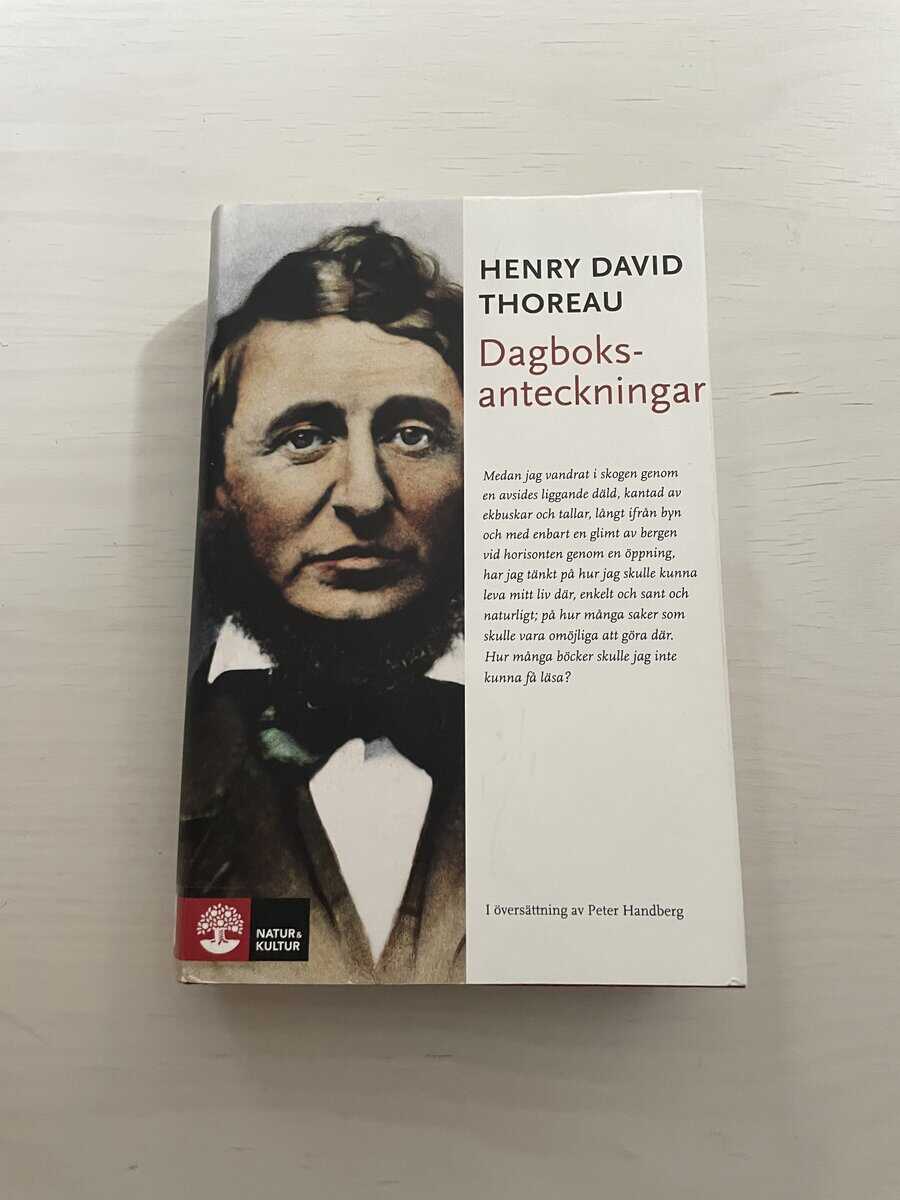 HENRY DAVID
THOREAU
Dagboks-
anteckningar
Medan jag vandrat i skogen genom
en avsides liggande däld, kantad av
ekbuskar och tallar, långt ifrån byn
och med enbart en glimt av bergen
vid horisonten genom en öppning,
har jag tänkt på hur jag skulle kunna
leva mitt liv där, enkelt och sant och
naturligt; på hur många saker som
skulle vara omöjliga att göra där.
Hur många böcker skulle jag inte
kunna få läsa?
I översättning av Peter Handberg
NATUR &
KULTUR